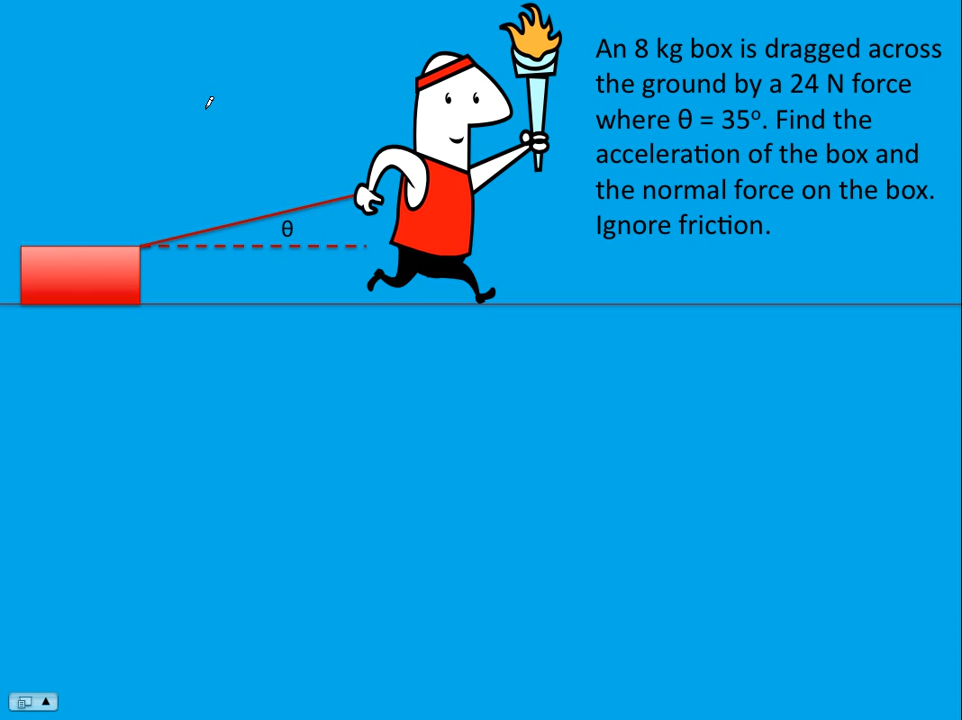 An 8 kg box is dragged across
the ground by a 24 N force
where θ = 35º. Find the
acceleration of the box and
the normal force on the box.
Ignore friction.
θ